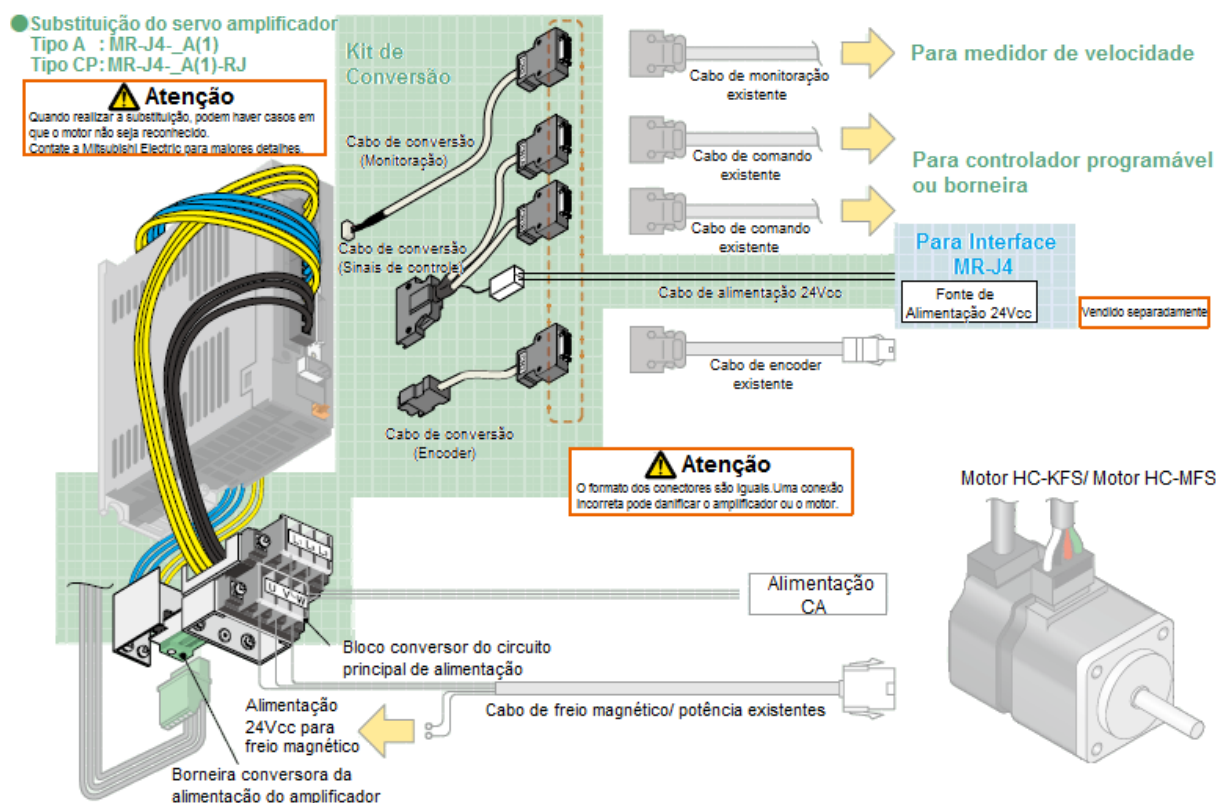 Substituição do servo amplificador
Tipo A : MR-J4-_A(1)
Tipo CP: MR-J4-_A(1)-RJ
Atenção
Quando realizar a substituição, podem haver casos em
que o motor não seja reconhecido.
Contate a Mitsubishi Electric para maiores detalhes.
Kit de
Conversão
Cabo de conversão
(Monitoração)
Cabo de conversão
(Sinais de controle)
Cabo de conversão
(Encoder)
Cabo de monitoração
existente
Para medidor de velocidade
Cabo de comando
existente
Cabo de comando
existente
Para controlador programável
ou borneira
Para Interface
MR-J4
Fonte de
Alimentação 24Vcc
Vendido separadamente
Cabo de alimentação 24Vcc
Cabo de encoder
existente
Atenção
O formato dos conectores são iguais.Uma conexão
incorreta pode danificar o amplificador ou o motor.
Motor HC-KFS/ Motor HC-MFS
U V W
Alimentação
CA
Bloco conversor do circuito
principal de alimentação
Cabo de freio magnético/ potência existentes
Alimentação
24Vcc para
freio magnético
Borneira conversora da
alimentação do amplificador